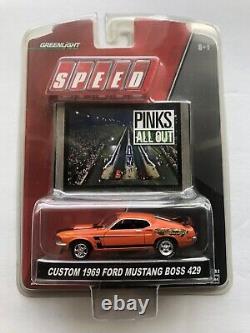 GREENLIGHT
8+
SPEED
PINKS
ALL OUT
CUSTOM 1969 FORD MUSTANG BOSS 429